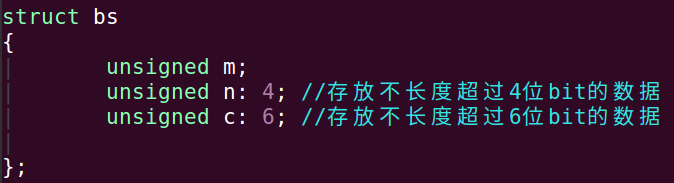 struct bs
{
unsigned m;
unsigned n: 4; //存放不长度超过4位bit的数据
unsigned c: 6; //存放不长度超过6位bit的数据
};